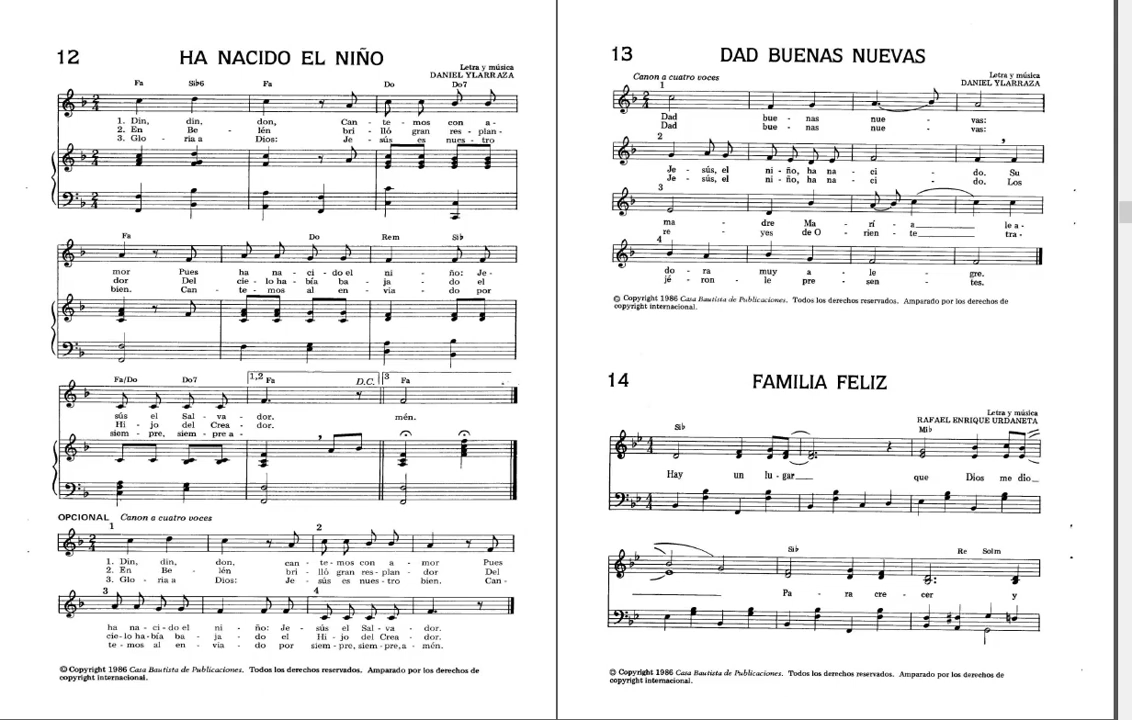 12 HA NACIDO EL NIÑO
Letra y música
DANIEL YLARRAZA
Fa Si♭6 Fa Do Do7
1. Din, din, don, Can - te - mos con a -
2. En Be - lén bri - lló gran res - plan -
3. Glo - ria a Dios: Je - sús es nues - tro
Fa Do Rem Si♭
mor Pues ha na - ci - do el ni - ño: Je -
dor Del cie - lo ha - bía ba - ja - do el
bien. Can - te - mos al en - via - do por
Fa/Do Do7 1,2 Fa D.C. 3 Fa
sús el Sal - va - dor. mén.
Hi - jo del Crea - dor.
siem - pre, siem - pre a -
OPCIONAL Canon a cuatro voces
1 2
1. Din, din, don, can - te - mos con a - mor Pues
2. En Be - lén bri - lló gran res - plan - dor Del
3. Glo - ria a Dios: Je - sús es nues - tro bien. Can -
3 4
ha na - ci - do el ni - ño: Je - sús el Sal - va - dor.
cie - lo ha - bía ba - ja - do el Hi - jo del Crea - dor.
te - mos al en - via - do por siem - pre, siem - pre, a - mén.
© Copyright 1986 Casa Bautista de Publicaciones. Todos los derechos reservados. Amparado por los derechos de
copyright internacional.
13 DAD BUENAS NUEVAS
Canon a cuatro voces
Letra y música
DANIEL YLARRAZA
1
Dad bue - nas nue - vas:
Dad bue - nas nue - vas:
2
Je - sús, el ni - ño, ha na - ci - do. Su
Je - sús, el ni - ño, ha na - ci - do. Los
3
ma - dre Ma - rí - a le a -
re - yes de O - rien - te tra -
4
do - ra muy a - le - gre.
jé - ron - le pre - sen - tes.
© Copyright 1986 Casa Bautista de Publicaciones. Todos los derechos reservados. Amparado por los derechos de
copyright internacional.
14 FAMILIA FELIZ
Letra y música
RAFAEL ENRIQUE URDANETA
Si♭ Mi♭
Hay un lu - gar que Dios me dio
Si♭ Re Solm
Pa - ra cre - cer y
© Copyright 1986 Casa Bautista de Publicaciones. Todos los derechos reservados. Amparado por los derechos de
copyright internacional.